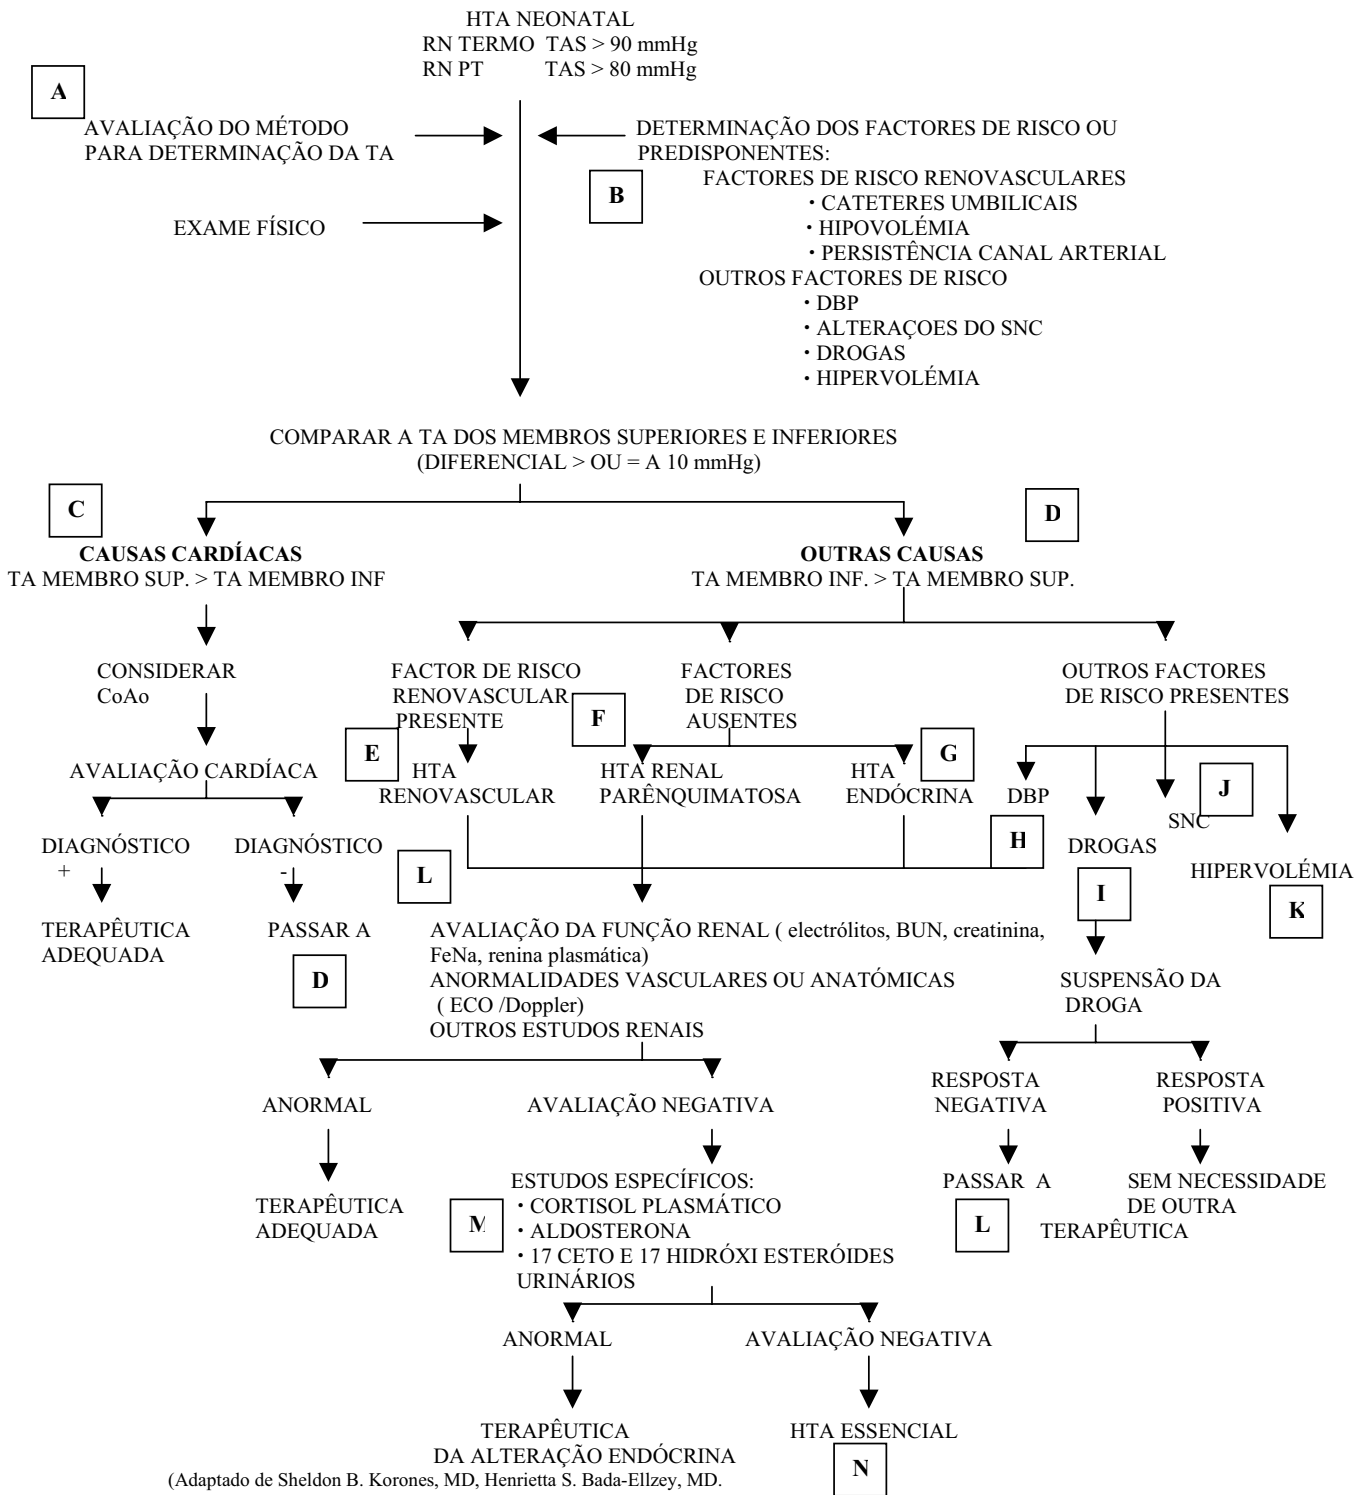 HTA NEONATAL
RN TERMO TAS > 90 mmHg
RN PT TAS > 80 mmHg
A
AVALIAÇÃO DO MÉTODO
PARA DETERMINAÇÃO DA TA
DETERMINAÇÃO DOS FACTORES DE RISCO OU
PREDISPONENTES:
B
FACTORES DE RISCO RENOVASCULARES
• CATETERES UMBILICAIS
• HIPOVOLÉMIA
• PERSISTÊNCIA CANAL ARTERIAL
EXAME FÍSICO
OUTROS FACTORES DE RISCO
• DBP
• ALTERAÇOES DO SNC
• DROGAS
• HIPERVOLÉMIA
COMPARAR A TA DOS MEMBROS SUPERIORES E INFERIORES
(DIFERENCIAL > OU = A 10 mmHg)
C
CAUSAS CARDÍACAS
TA MEMBRO SUP. > TA MEMBRO INF
D
OUTRAS CAUSAS
TA MEMBRO INF. > TA MEMBRO SUP.
CONSIDERAR
CoAo
FACTOR DE RISCO
RENOVASCULAR
PRESENTE
FACTORES
DE RISCO
AUSENTES
OUTROS FACTORES
DE RISCO PRESENTES
AVALIAÇÃO CARDÍACA
E
HTA
RENOVASCULAR
F
HTA RENAL
PARÊNQUIMATOSA
HTA
ENDÓCRINA
G
DBP
H
DROGAS
I
SNC
J
HIPERVOLÉMIA
K
DIAGNÓSTICO
+
DIAGNÓSTICO
-
TERAPÊUTICA
ADEQUADA
PASSAR A
D
L
AVALIAÇÃO DA FUNÇÃO RENAL ( electrólitos, BUN, creatinina,
FeNa, renina plasmática)
ANORMALIDADES VASCULARES OU ANATÓMICAS
( ECO /Doppler)
OUTROS ESTUDOS RENAIS
SUSPENSÃO DA
DROGA
ANORMAL
AVALIAÇÃO NEGATIVA
RESPOSTA
NEGATIVA
RESPOSTA
POSITIVA
TERAPÊUTICA
ADEQUADA
M
ESTUDOS ESPECÍFICOS:
• CORTISOL PLASMÁTICO
• ALDOSTERONA
• 17 CETO E 17 HIDRÓXI ESTERÓIDES
URINÁRIOS
PASSAR A
L
SEM NECESSIDADE
DE OUTRA
TERAPÊUTICA
ANORMAL
AVALIAÇÃO NEGATIVA
TERAPÊUTICA
DA ALTERAÇÃO ENDÓCRINA
HTA ESSENCIAL
N
(Adaptado de Sheldon B. Korones, MD, Henrietta S. Bada-Ellzey, MD.